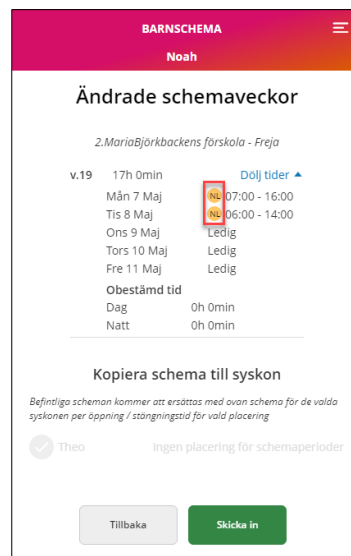 BARNSCHEMA
Noah
Ändrade schemaveckor
2.MariaBjörkbackens förskola - Freja
v.19 17h 0min Dölj tider
Mån 7 Maj NL 07:00 - 16:00
Tis 8 Maj NL 06:00 - 14:00
Ons 9 Maj Ledig
Tors 10 Maj Ledig
Fre 11 Maj Ledig
Obestämd tid
Dag 0h 0min
Natt 0h 0min
Kopiera schema till syskon
Befintliga scheman kommer att ersättas med ovan schema för de valda
syskonen per öppning / stängningstid för vald placering
Theo Ingen placering för schemaperioder
Tillbaka Skicka in